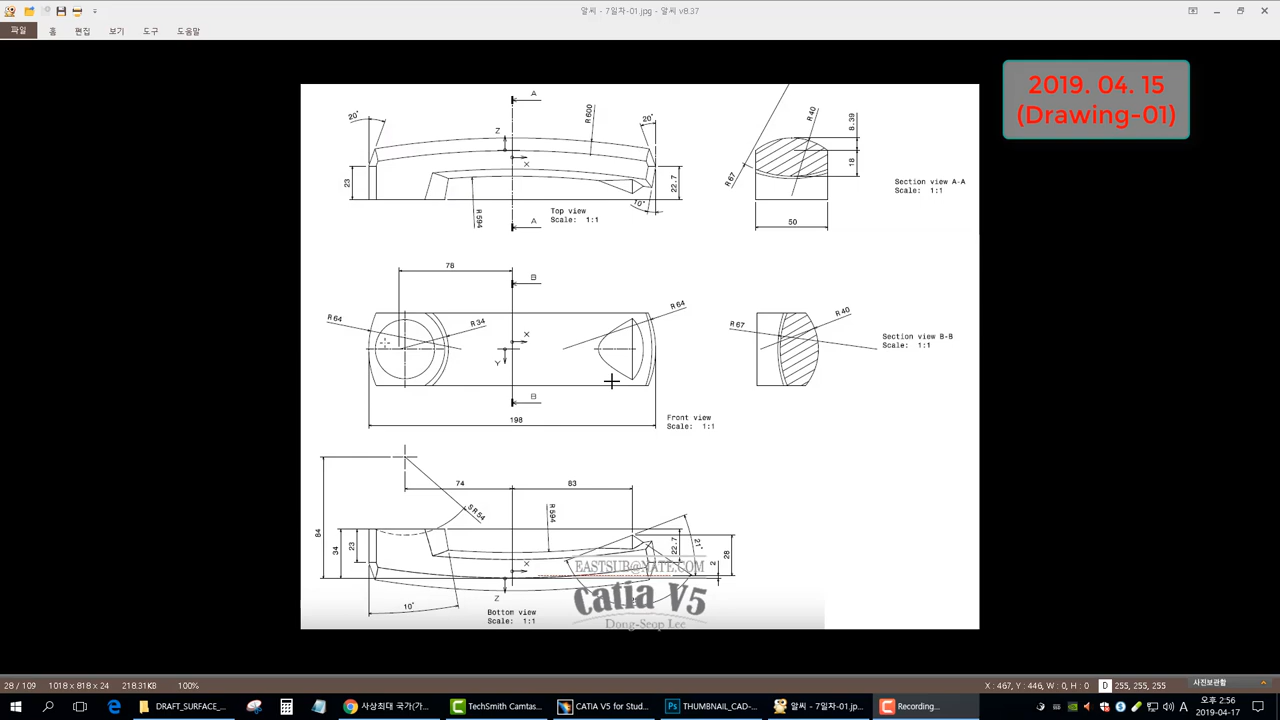 알씨 - 7일차-01.jpg - 알씨 v8.37
파일
홈
편집
보기
도구
도움말
2019. 04. 15
(Drawing-01)
A
20°
Z
R 600
20°
X
23
22.7
R 594
10°
A
Top view
Scale: 1:1
R 40
8.39
18
R 67
50
Section view A-A
Scale: 1:1
78
B
R 64
R 34
X
Y
R 64
B
198
Front view
Scale: 1:1
R 67
R 40
Section view B-B
Scale: 1:1
74
83
S R 54
R 594
84
34
23
X
22.7
21°
28
2
Z
10°
Bottom view
Scale: 1:1
EASTSUB@NATE.COM
Catia V5
Dong-Seop Lee
28 / 109
1018 x 818 x 24
218.31KB
100%
X : 467, Y : 446, W : 0, H : 0
D
255, 255, 255
사진보관함
DRAFT_SURFACE_...
사상최대 국가(가...
TechSmith Camtas...
CATIA V5 for Stud...
THUMBNAIL_CAD-...
알씨 - 7일차-01.jp...
Recording...
A
오후 2:56
2019-04-17